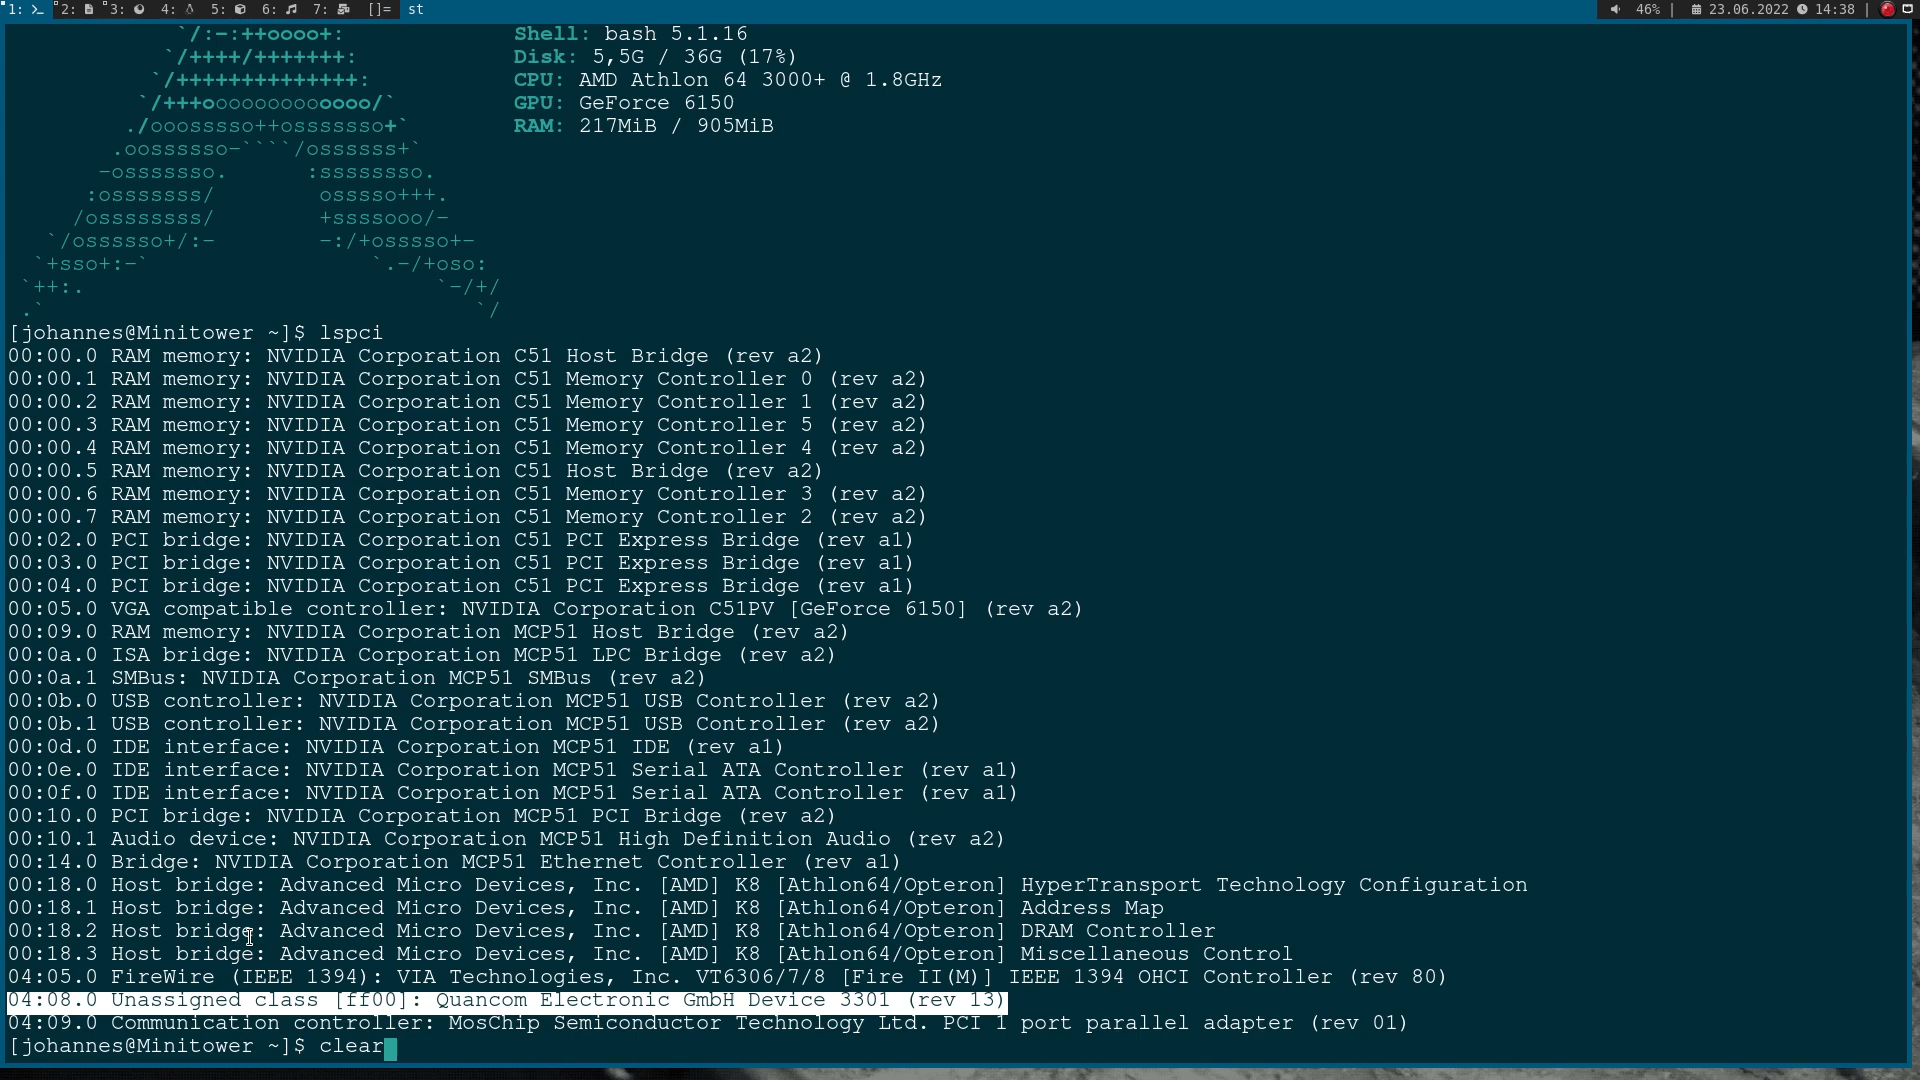 1: 2: 3: 4: 5: 6: 7: []= st 46% | 23.06.2022 14:38 |
`/:-:++oooo+: Shell: bash 5.1.16
`/++++/+++++++: Disk: 5,5G / 36G (17%)
`/++++++++++++++: CPU: AMD Athlon 64 3000+ @ 1.8GHz
`/+++ooooooooooooo/` GPU: GeForce 6150
./ooosssso++osssssso+` RAM: 217MiB / 905MiB
.oossssso-````/ossssss+`
-osssssso. :ssssssso.
:osssssss/ osssso+++.
/ossssssss/ +ssssooo/-
`/ossssso+/:- -:/+osssso+-
`+sso+:-` `.-/+oso:
`++:. `-/+/
.` `/
[johannes@Minitower ~]$ lspci
00:00.0 RAM memory: NVIDIA Corporation C51 Host Bridge (rev a2)
00:00.1 RAM memory: NVIDIA Corporation C51 Memory Controller 0 (rev a2)
00:00.2 RAM memory: NVIDIA Corporation C51 Memory Controller 1 (rev a2)
00:00.3 RAM memory: NVIDIA Corporation C51 Memory Controller 5 (rev a2)
00:00.4 RAM memory: NVIDIA Corporation C51 Memory Controller 4 (rev a2)
00:00.5 RAM memory: NVIDIA Corporation C51 Host Bridge (rev a2)
00:00.6 RAM memory: NVIDIA Corporation C51 Memory Controller 3 (rev a2)
00:00.7 RAM memory: NVIDIA Corporation C51 Memory Controller 2 (rev a2)
00:02.0 PCI bridge: NVIDIA Corporation C51 PCI Express Bridge (rev a1)
00:03.0 PCI bridge: NVIDIA Corporation C51 PCI Express Bridge (rev a1)
00:04.0 PCI bridge: NVIDIA Corporation C51 PCI Express Bridge (rev a1)
00:05.0 VGA compatible controller: NVIDIA Corporation C51PV [GeForce 6150] (rev a2)
00:09.0 RAM memory: NVIDIA Corporation MCP51 Host Bridge (rev a2)
00:0a.0 ISA bridge: NVIDIA Corporation MCP51 LPC Bridge (rev a2)
00:0a.1 SMBus: NVIDIA Corporation MCP51 SMBus (rev a2)
00:0b.0 USB controller: NVIDIA Corporation MCP51 USB Controller (rev a2)
00:0b.1 USB controller: NVIDIA Corporation MCP51 USB Controller (rev a2)
00:0d.0 IDE interface: NVIDIA Corporation MCP51 IDE (rev a1)
00:0e.0 IDE interface: NVIDIA Corporation MCP51 Serial ATA Controller (rev a1)
00:0f.0 IDE interface: NVIDIA Corporation MCP51 Serial ATA Controller (rev a1)
00:10.0 PCI bridge: NVIDIA Corporation MCP51 PCI Bridge (rev a2)
00:10.1 Audio device: NVIDIA Corporation MCP51 High Definition Audio (rev a2)
00:14.0 Bridge: NVIDIA Corporation MCP51 Ethernet Controller (rev a1)
00:18.0 Host bridge: Advanced Micro Devices, Inc. [AMD] K8 [Athlon64/Opteron] HyperTransport Technology Configuration
00:18.1 Host bridge: Advanced Micro Devices, Inc. [AMD] K8 [Athlon64/Opteron] Address Map
00:18.2 Host bridge: Advanced Micro Devices, Inc. [AMD] K8 [Athlon64/Opteron] DRAM Controller
00:18.3 Host bridge: Advanced Micro Devices, Inc. [AMD] K8 [Athlon64/Opteron] Miscellaneous Control
04:05.0 FireWire (IEEE 1394): VIA Technologies, Inc. VT6306/7/8 [Fire II(M)] IEEE 1394 OHCI Controller (rev 80)
04:08.0 Unassigned class [ff00]: Quancom Electronic GmbH Device 3301 (rev 13)
04:09.0 Communication controller: MosChip Semiconductor Technology Ltd. PCI 1 port parallel adapter (rev 01)
[johannes@Minitower ~]$ clear